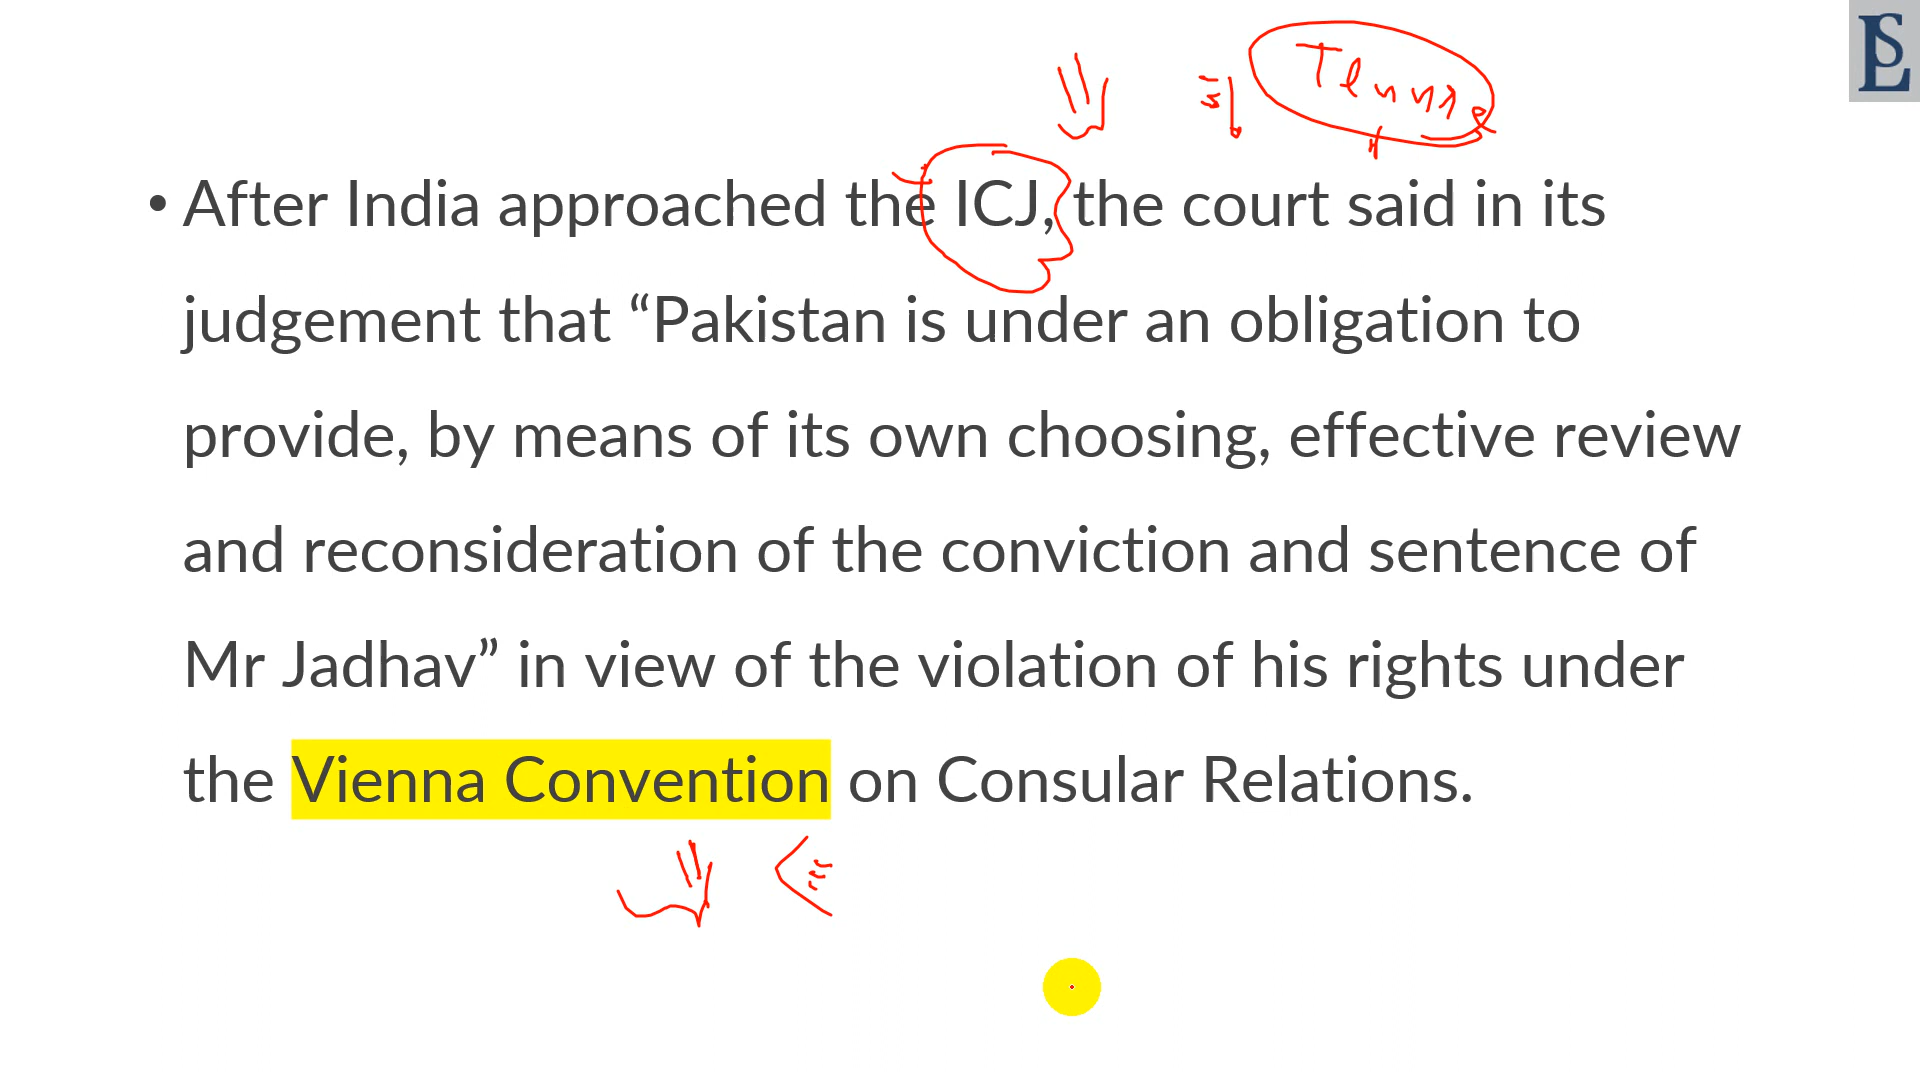 • After India approached the ICJ, the court said in its
judgement that “Pakistan is under an obligation to
provide, by means of its own choosing, effective review
and reconsideration of the conviction and sentence of
Mr Jadhav” in view of the violation of his rights under
the Vienna Convention on Consular Relations.